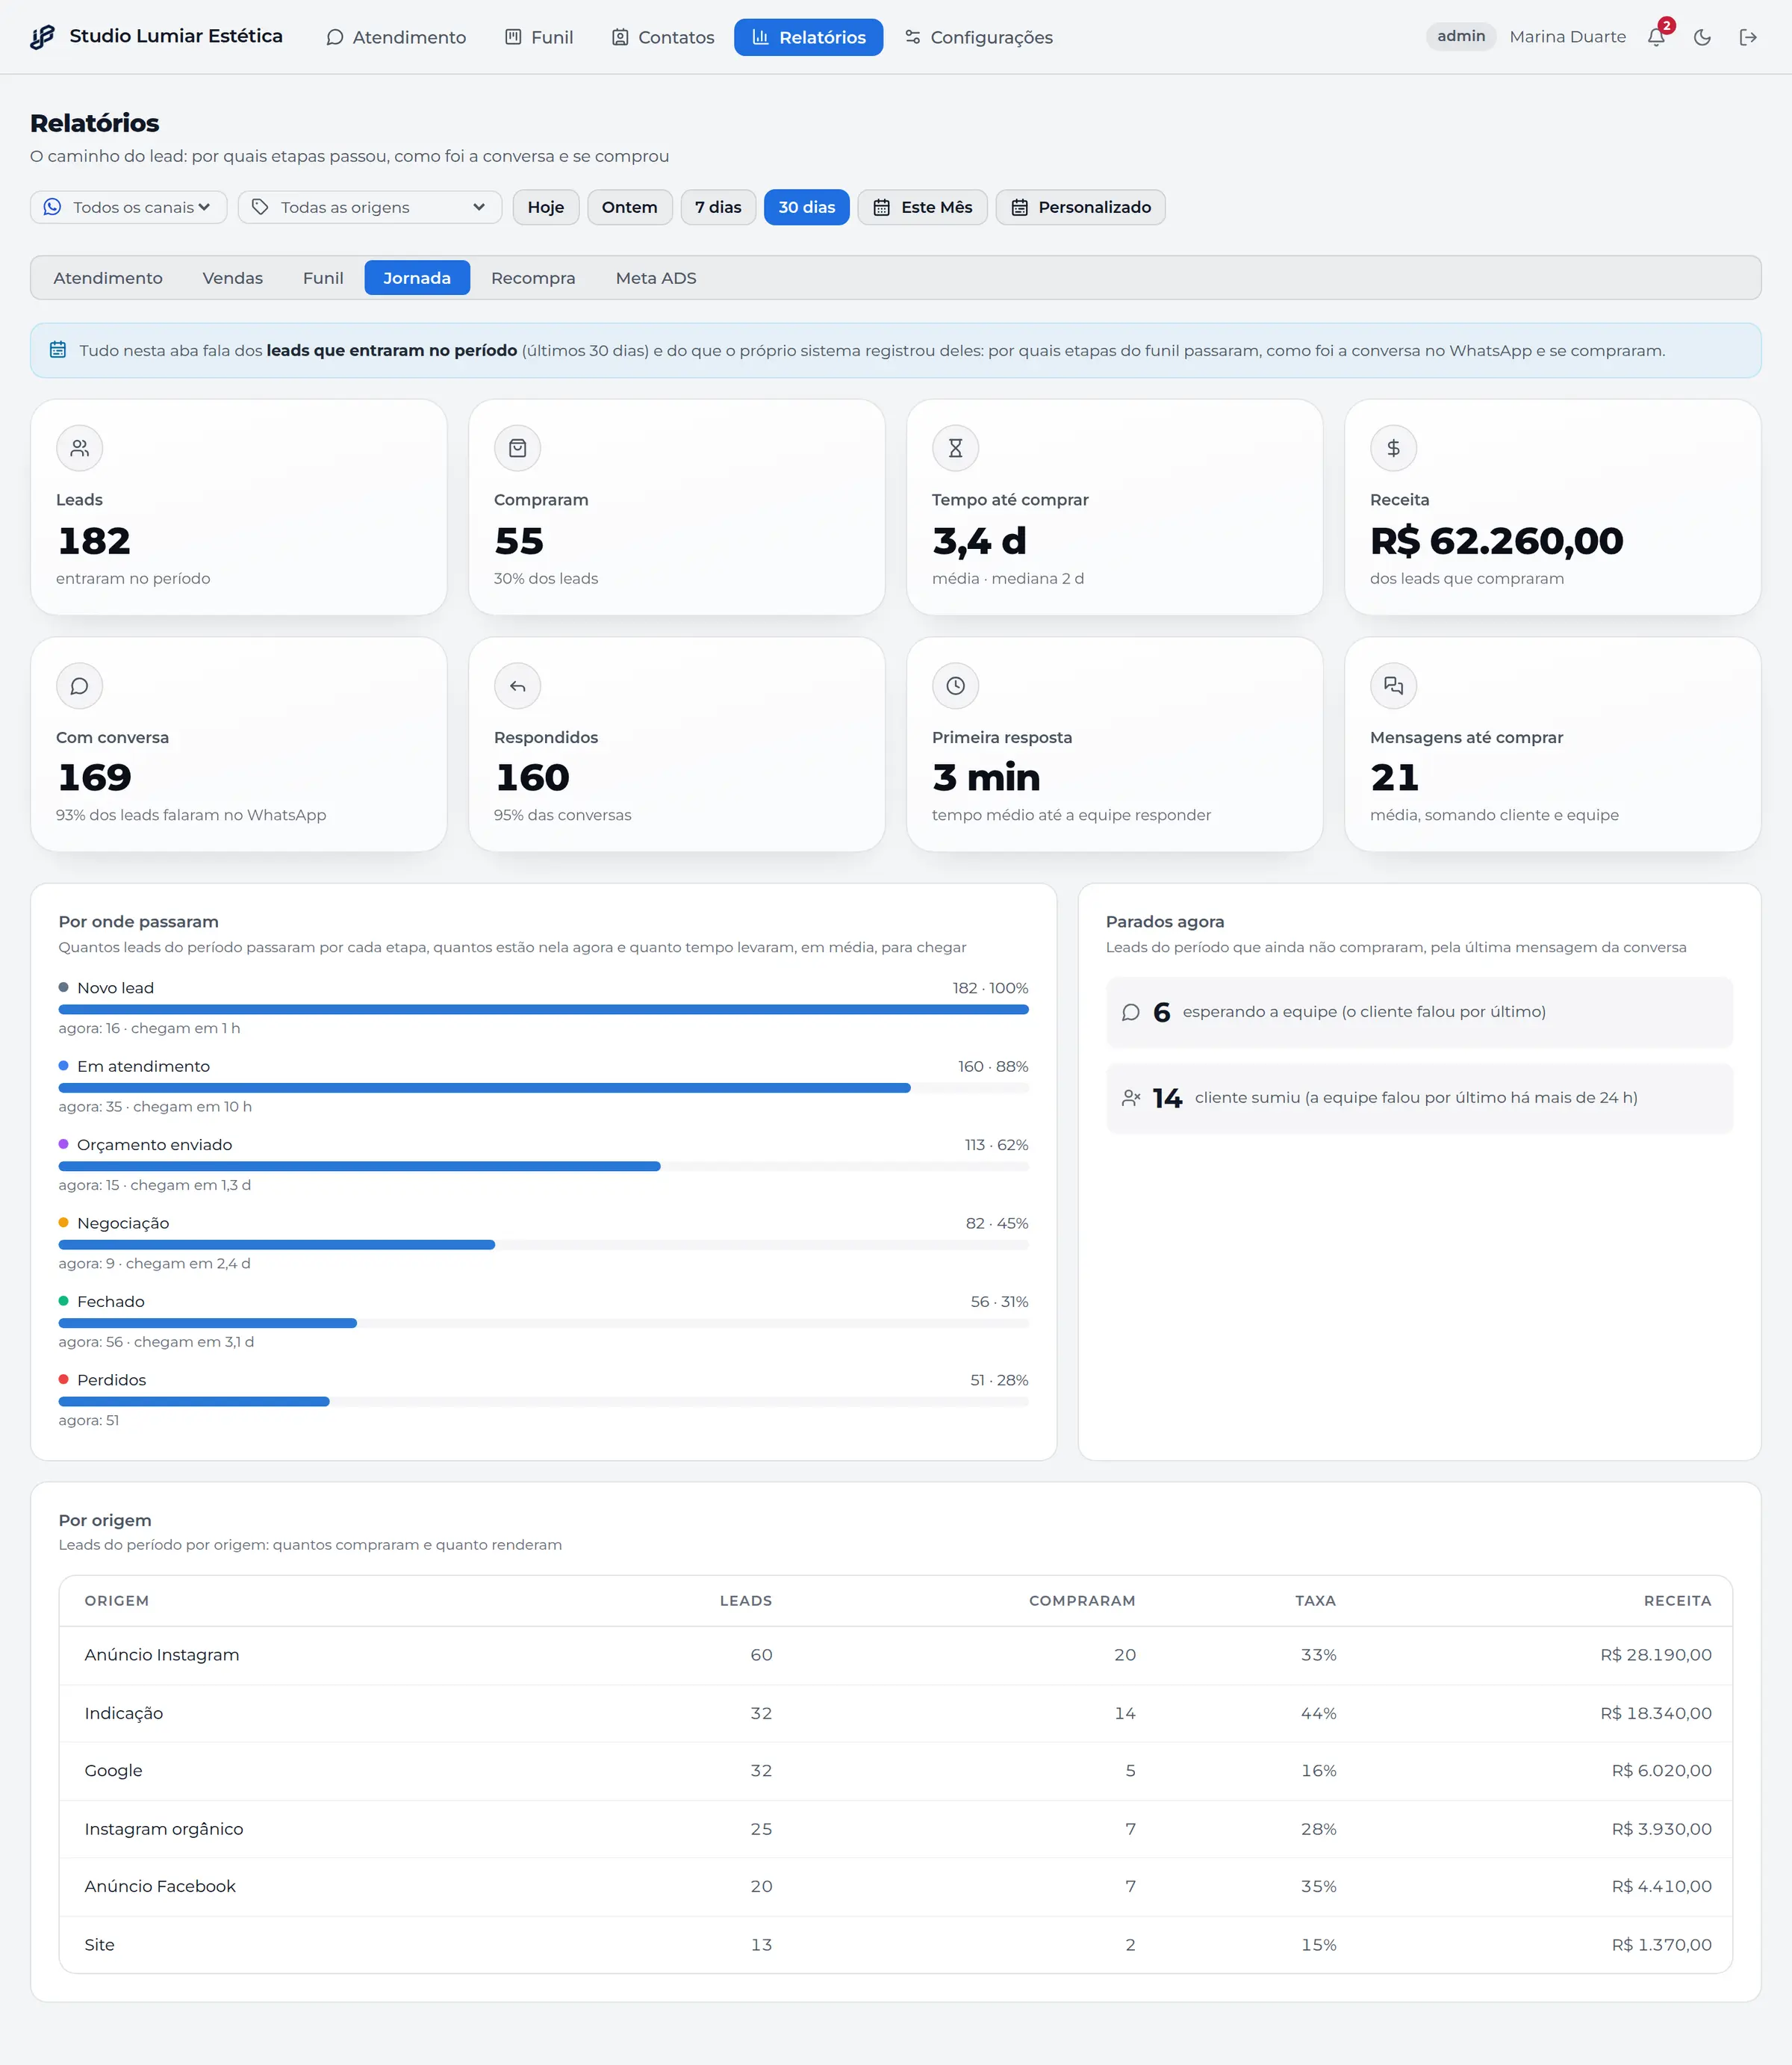 Studio Lumiar Estética
Atendimento
Funil
Contatos
Relatórios
Configurações
admin
Marina Duarte
2
Relatórios
O caminho do lead: por quais etapas passou, como foi a conversa e se comprou
Todos os canais
Todas as origens
Hoje
Ontem
7 dias
30 dias
Este Mês
Personalizado
Atendimento
Vendas
Funil
Jornada
Recompra
Meta ADS
Tudo nesta aba fala dos leads que entraram no período (últimos 30 dias) e do que o próprio sistema registrou deles: por quais etapas do funil passaram, como foi a conversa no WhatsApp e se compraram.
Leads
182
entraram no período
Compraram
55
30% dos leads
Tempo até comprar
3,4 d
média · mediana 2 d
Receita
R$ 62.260,00
dos leads que compraram
Com conversa
169
93% dos leads falaram no WhatsApp
Respondidos
160
95% das conversas
Primeira resposta
3 min
tempo médio até a equipe responder
Mensagens até comprar
21
média, somando cliente e equipe
Por onde passaram
Quantos leads do período passaram por cada etapa, quantos estão nela agora e quanto tempo levaram, em média, para chegar
Novo lead 182 · 100%
agora: 16 · chegam em 1 h
Em atendimento 160 · 88%
agora: 35 · chegam em 10 h
Orçamento enviado 113 · 62%
agora: 15 · chegam em 1,3 d
Negociação 82 · 45%
agora: 9 · chegam em 2,4 d
Fechado 56 · 31%
agora: 56 · chegam em 3,1 d
Perdidos 51 · 28%
agora: 51
Parados agora
Leads do período que ainda não compraram, pela última mensagem da conversa
6 esperando a equipe (o cliente falou por último)
14 cliente sumiu (a equipe falou por último há mais de 24 h)
Por origem
Leads do período por origem: quantos compraram e quanto renderam
ORIGEM LEADS COMPRARAM TAXA RECEITA
Anúncio Instagram 60 20 33% R$ 28.190,00
Indicação 32 14 44% R$ 18.340,00
Google 32 5 16% R$ 6.020,00
Instagram orgânico 25 7 28% R$ 3.930,00
Anúncio Facebook 20 7 35% R$ 4.410,00
Site 13 2 15% R$ 1.370,00